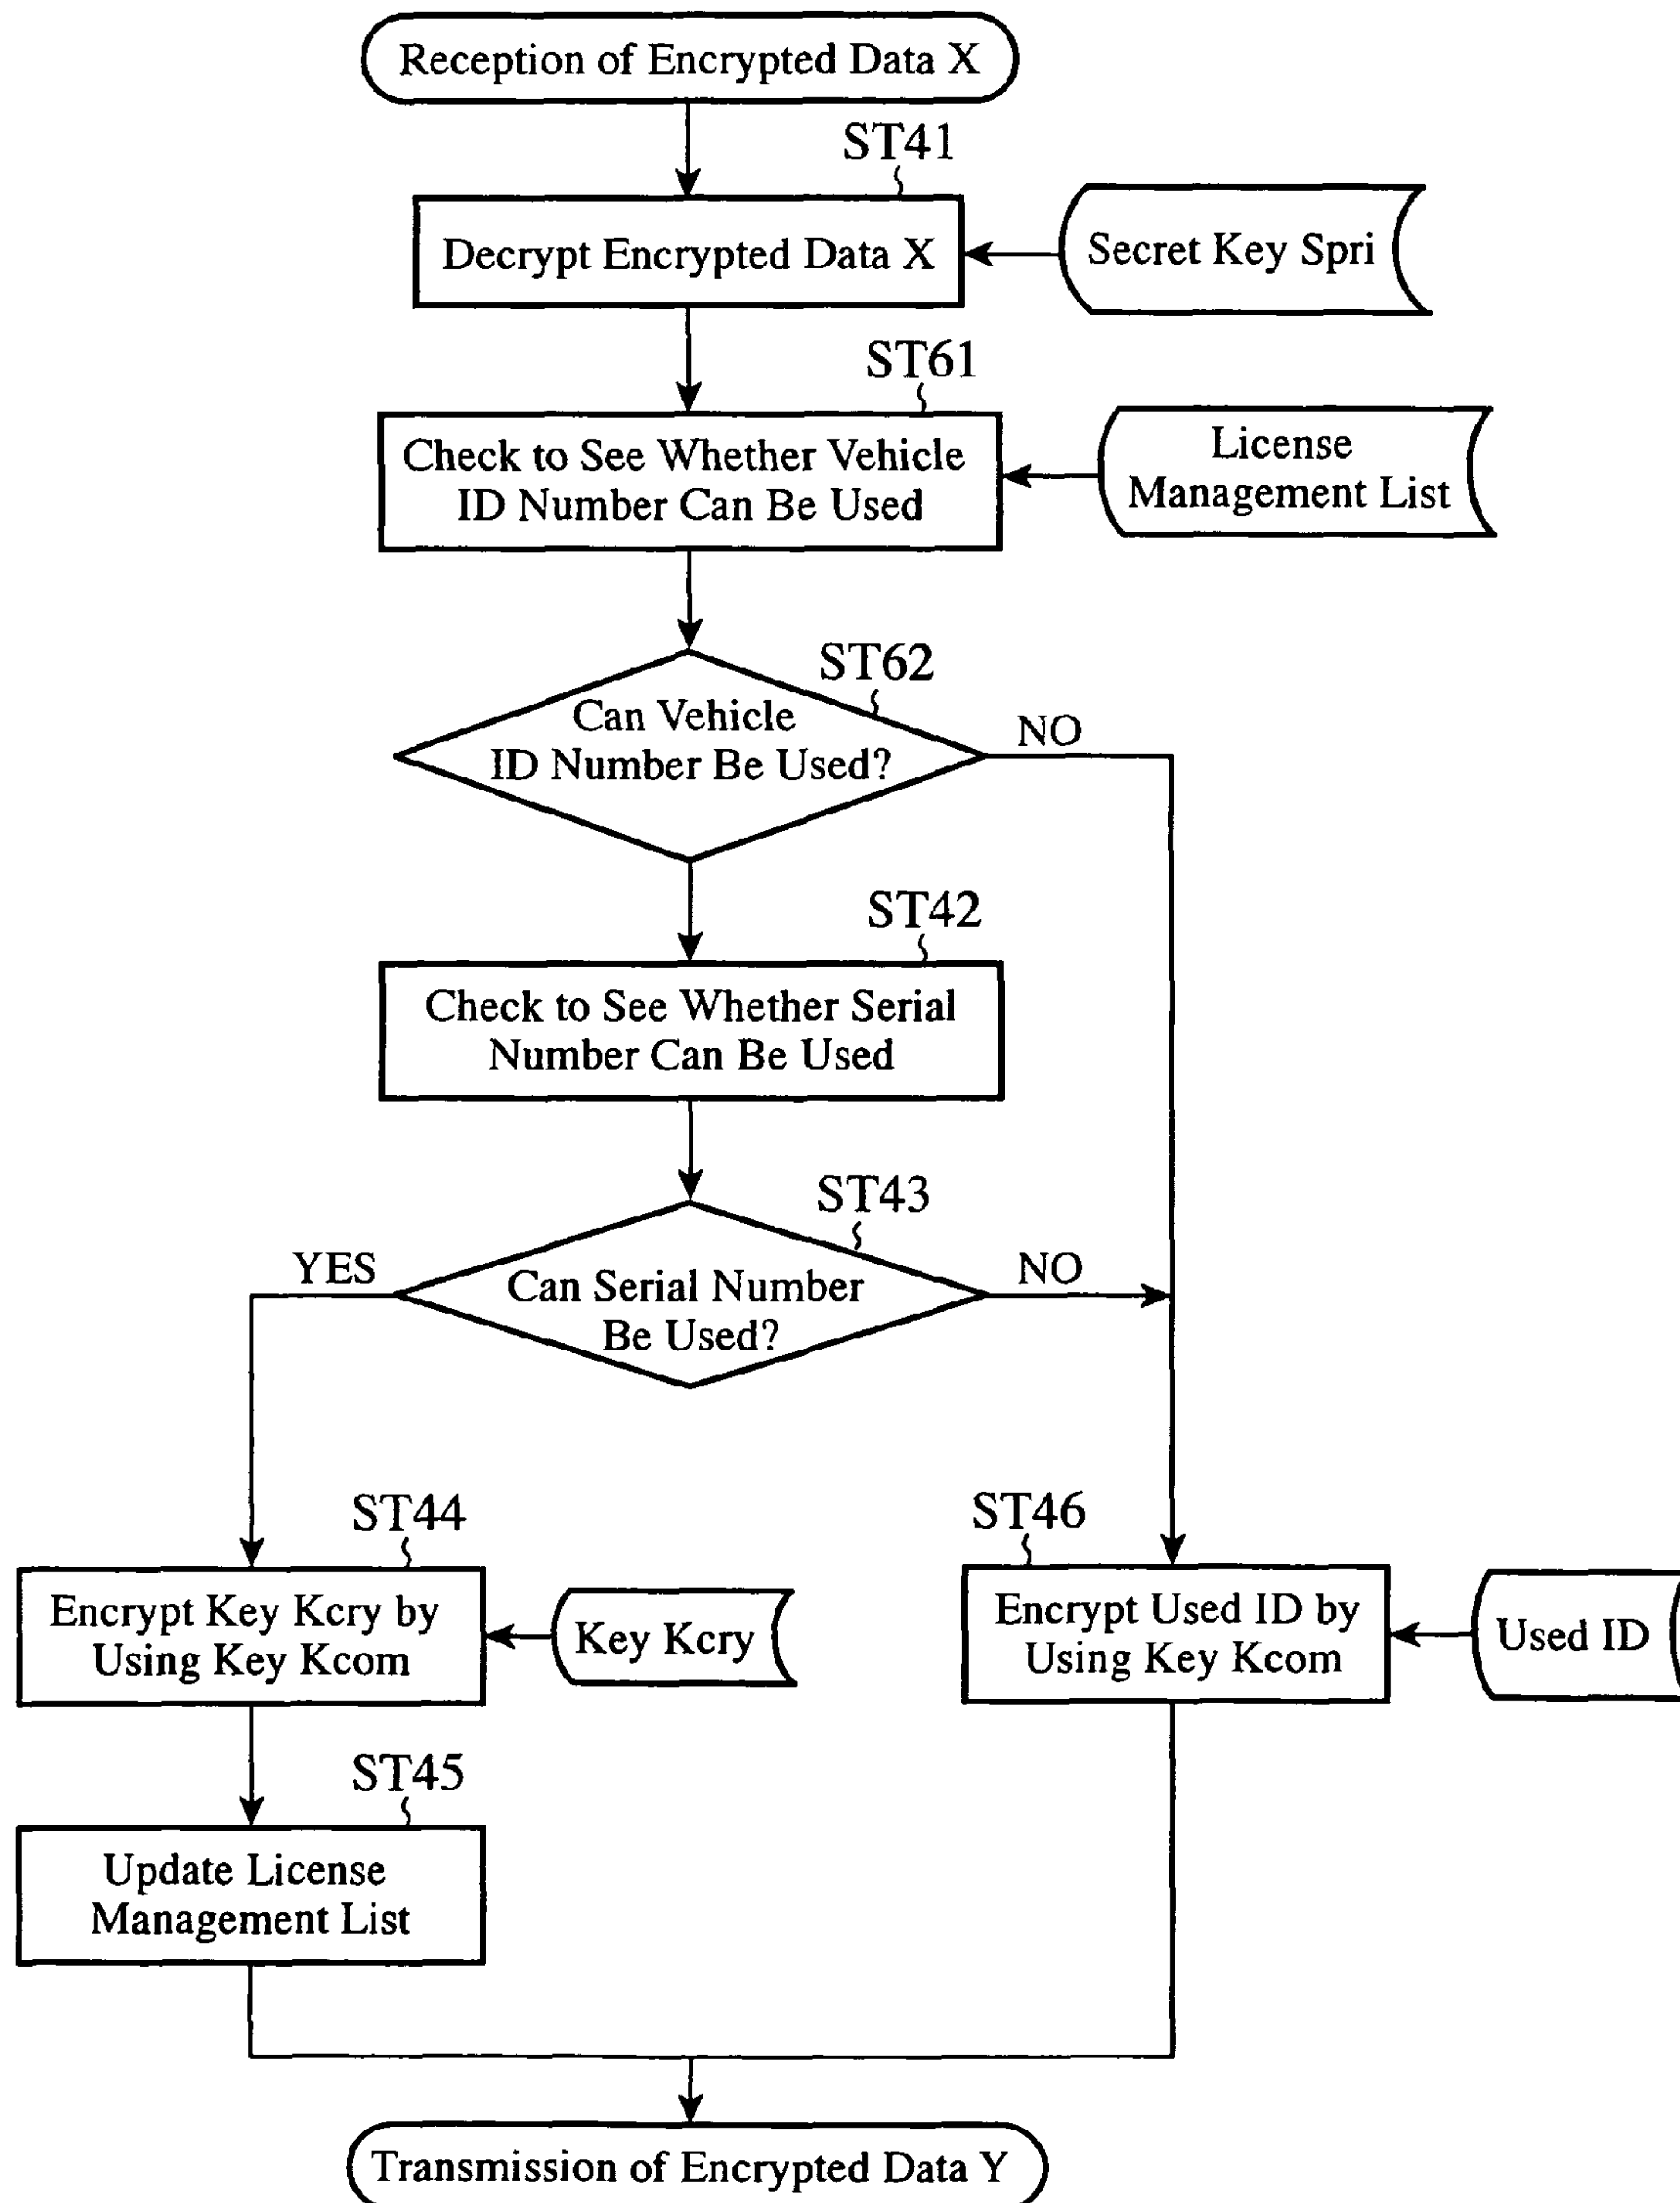 Reception of Encrypted Data X
ST41
Decrypt Encrypted Data X
Secret Key Spri
ST61
Check to See Whether Vehicle
ID Number Can Be Used
License
Management List
ST62
Can Vehicle
ID Number Be Used?
NO
ST42
Check to See Whether Serial
Number Can Be Used
ST43
YES
Can Serial Number
Be Used?
NO
ST44
Encrypt Key Kcry by
Using Key Kcom
Key Kcry
ST46
Encrypt Used ID by
Using Key Kcom
Used ID
ST45
Update License
Management List
Transmission of Encrypted Data Y